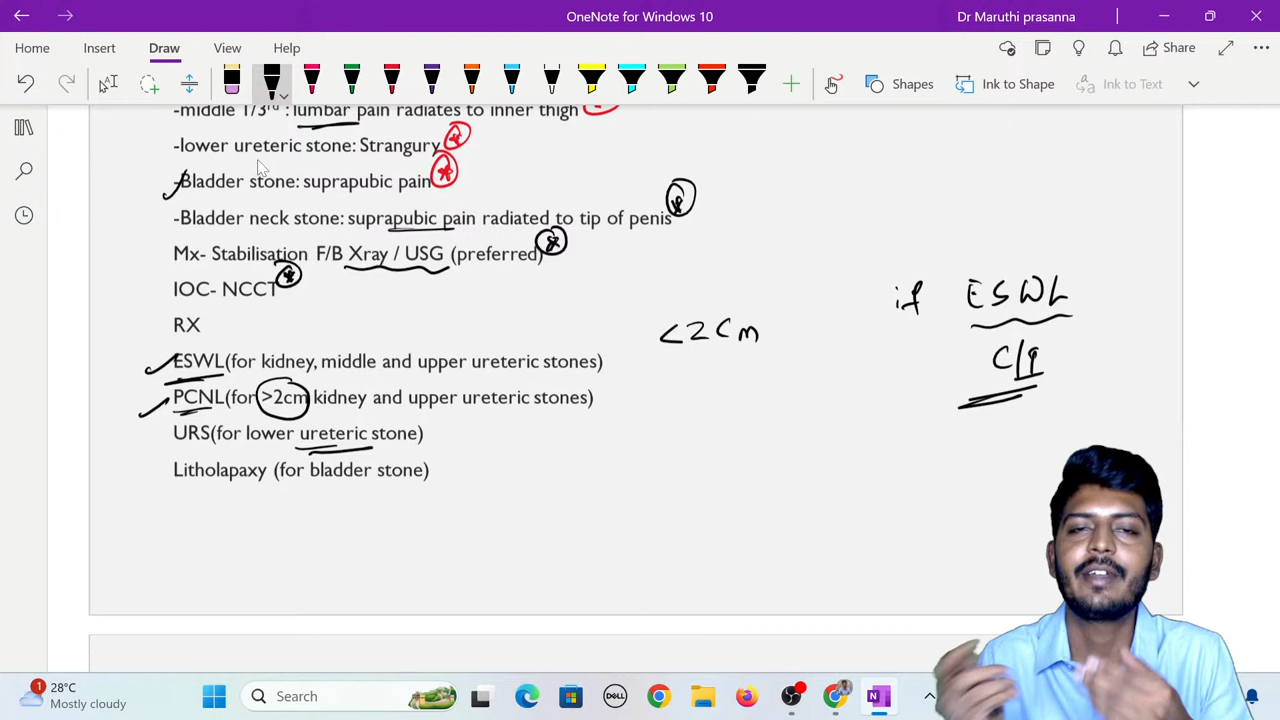 OneNote for Windows 10
Dr Maruthi prasanna
Home Insert Draw View Help
Share
Shapes
Ink to Shape
Ink to Text
-middle 1/3rd : lumbar pain radiates to inner thigh
-lower ureteric stone: Strangury
-Bladder stone: suprapubic pain
-Bladder neck stone: suprapubic pain radiated to tip of penis
Mx- Stabilisation F/B Xray / USG (preferred)
IOC- NCCT
if ESWL
RX
<2cm
C/I
ESWL(for kidney, middle and upper ureteric stones)
PCNL(for >2cm kidney and upper ureteric stones)
URS(for lower ureteric stone)
Litholapaxy (for bladder stone)
1
28°C
Mostly cloudy
Search
DELL
N